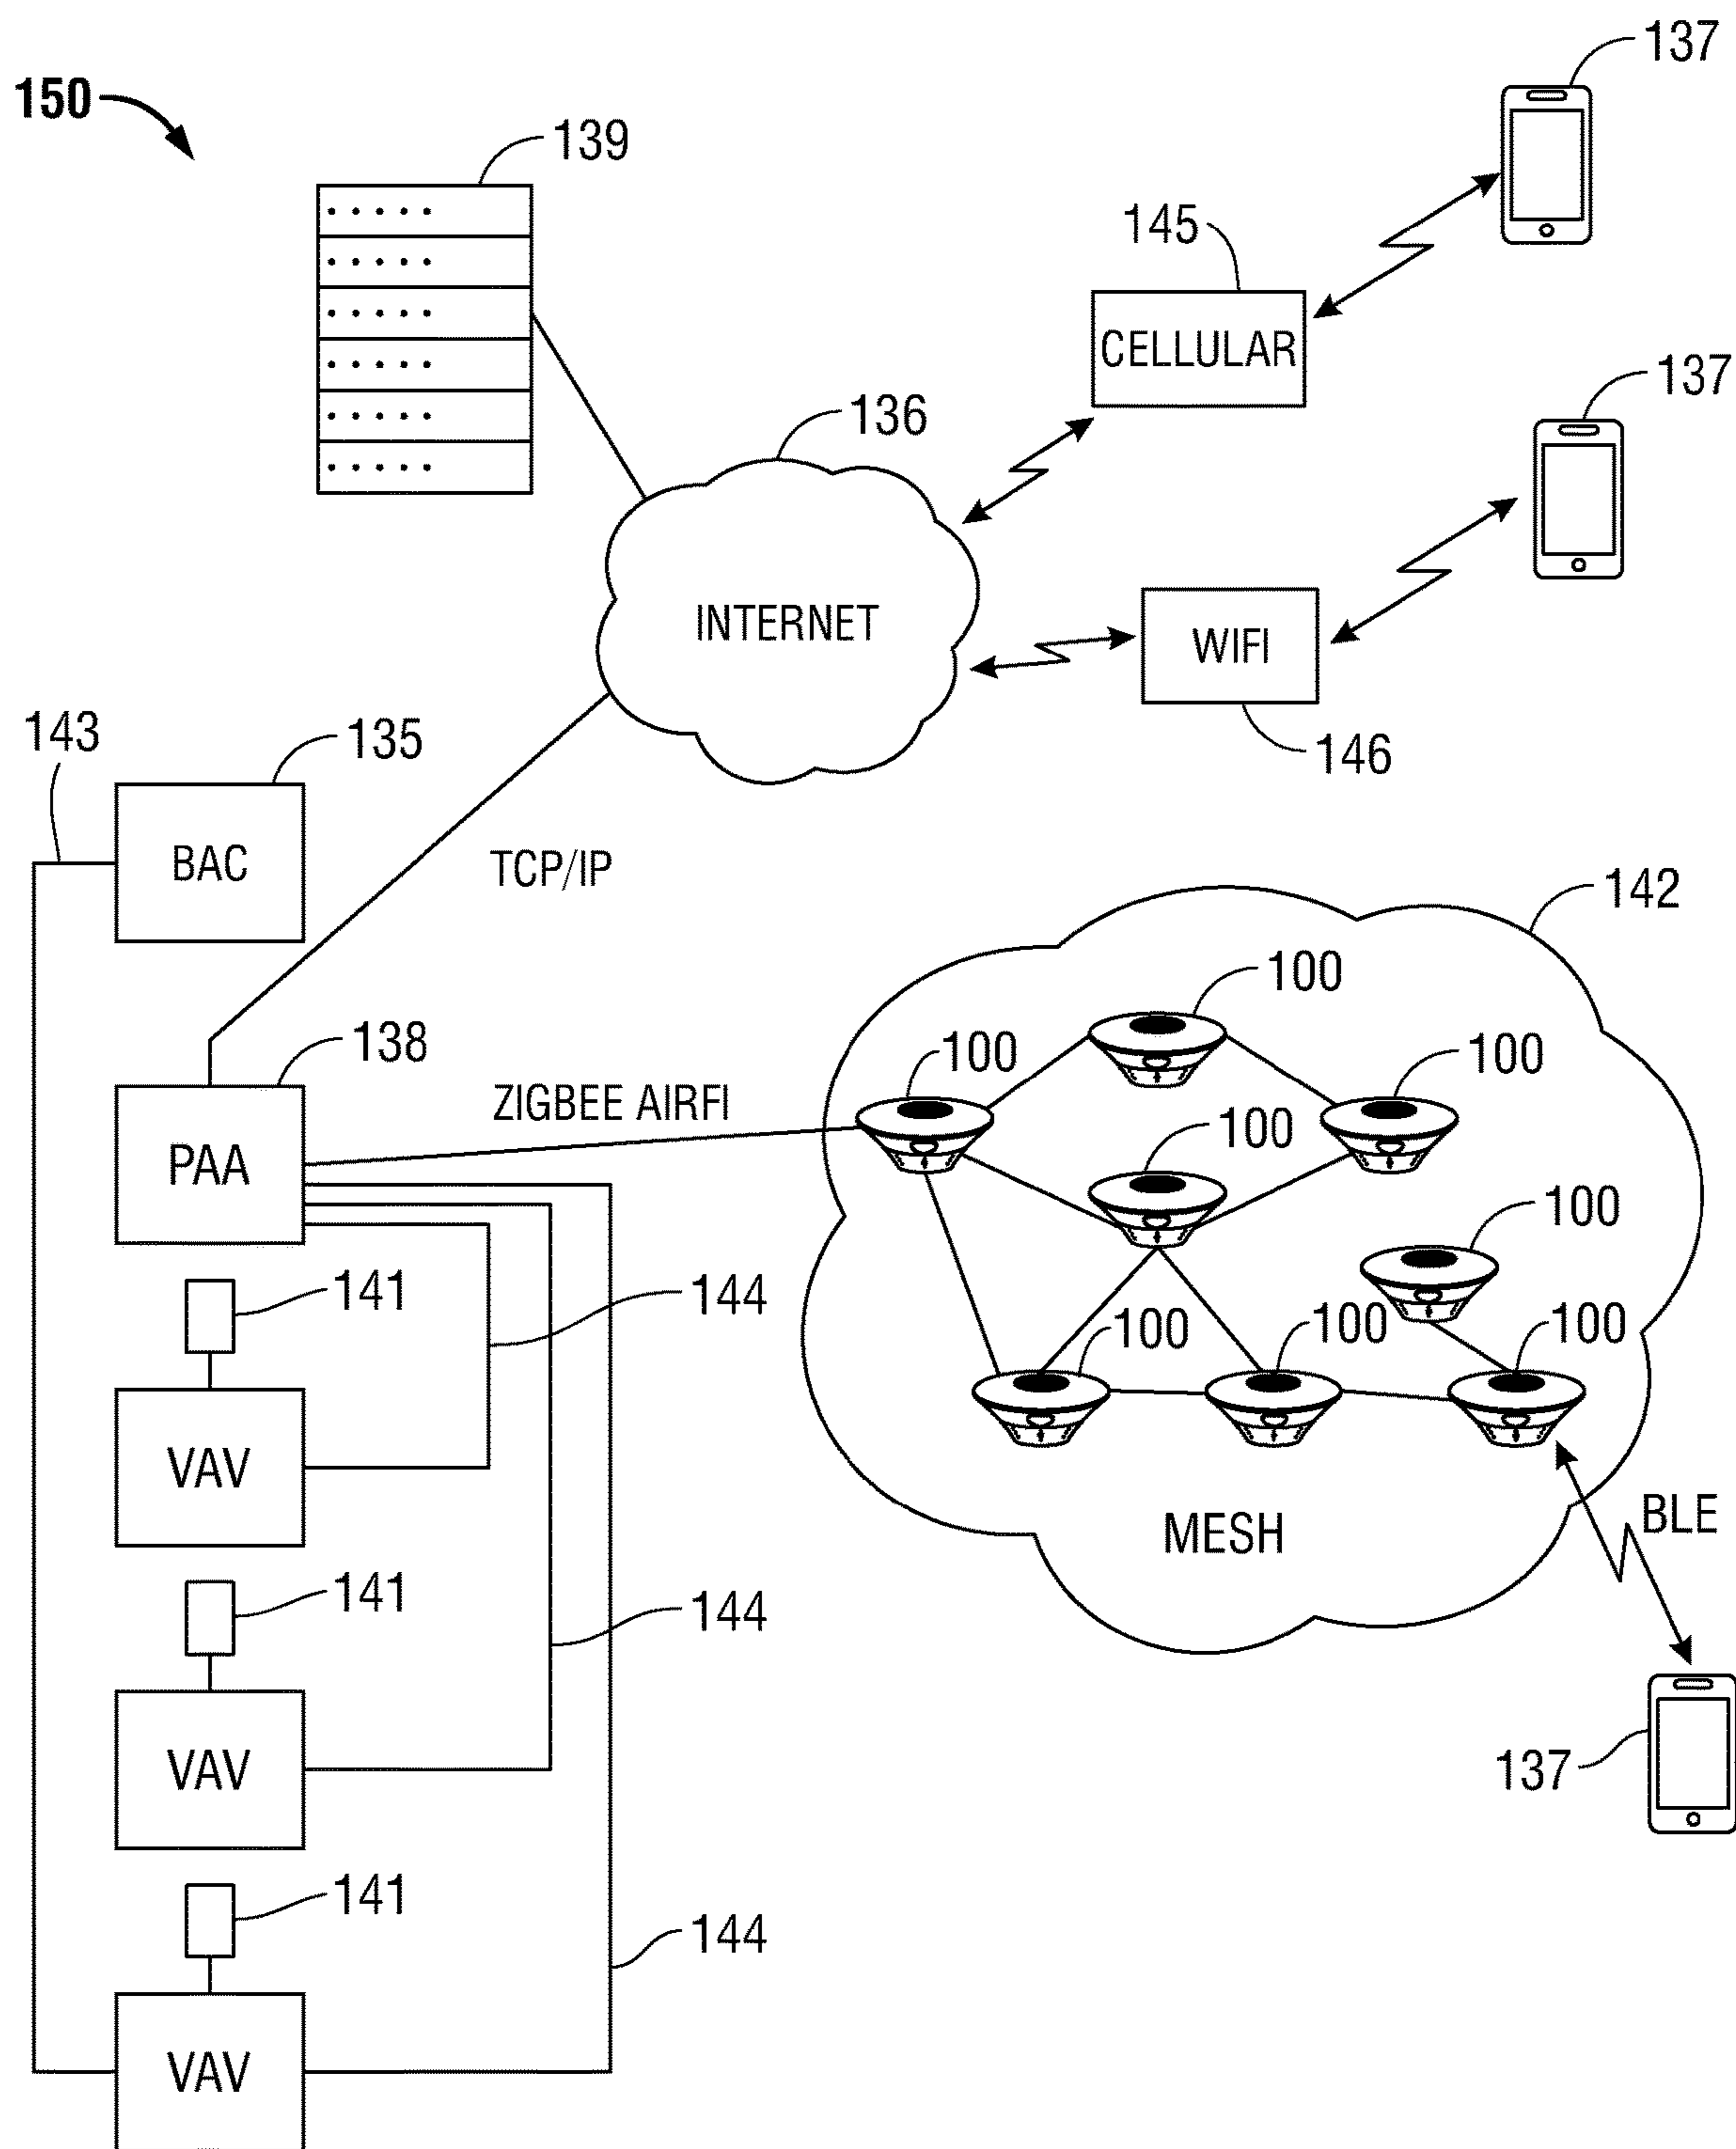 137
150
139
145
CELLULAR
137
136
INTERNET
WIFI
146
143
135
BAC
TCP/IP
142
100
138
100
100
ZIGBEE AIRFI
100
PAA
100
141
144
100
100
100
VAV
BLE
MESH
141
144
VAV
137
141
144
VAV